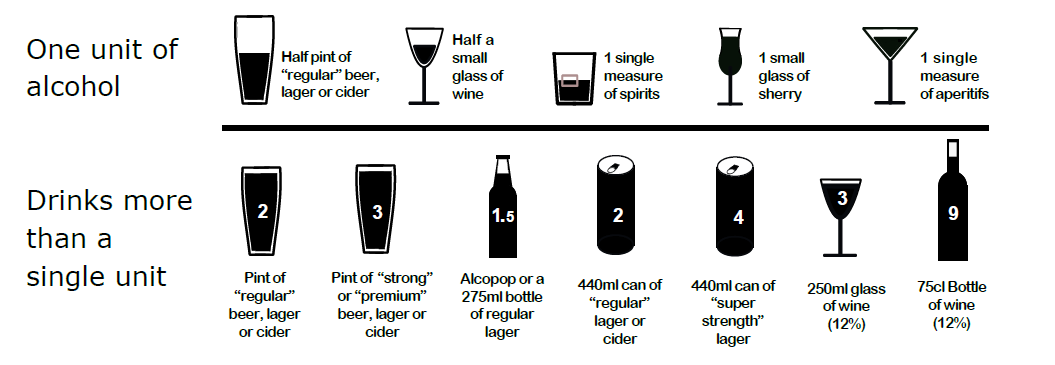 One unit of
alcohol
Half pint of
“regular” beer,
lager or cider
Half a
small
glass of
wine
1 single
measure
of spirits
1 small
glass of
sherry
1 single
measure
of aperitifs
Drinks more
than a
single unit
2
3
1.5
2
4
3
9
Pint of
“regular”
beer, lager
or cider
Pint of “strong”
or “premium”
beer, lager or
cider
Alcopop or a
275ml bottle
of regular
lager
440ml can of
“regular”
lager or
cider
440ml can of
“super
strength”
lager
250ml glass
of wine
(12%)
75cl Bottle
of wine
(12%)